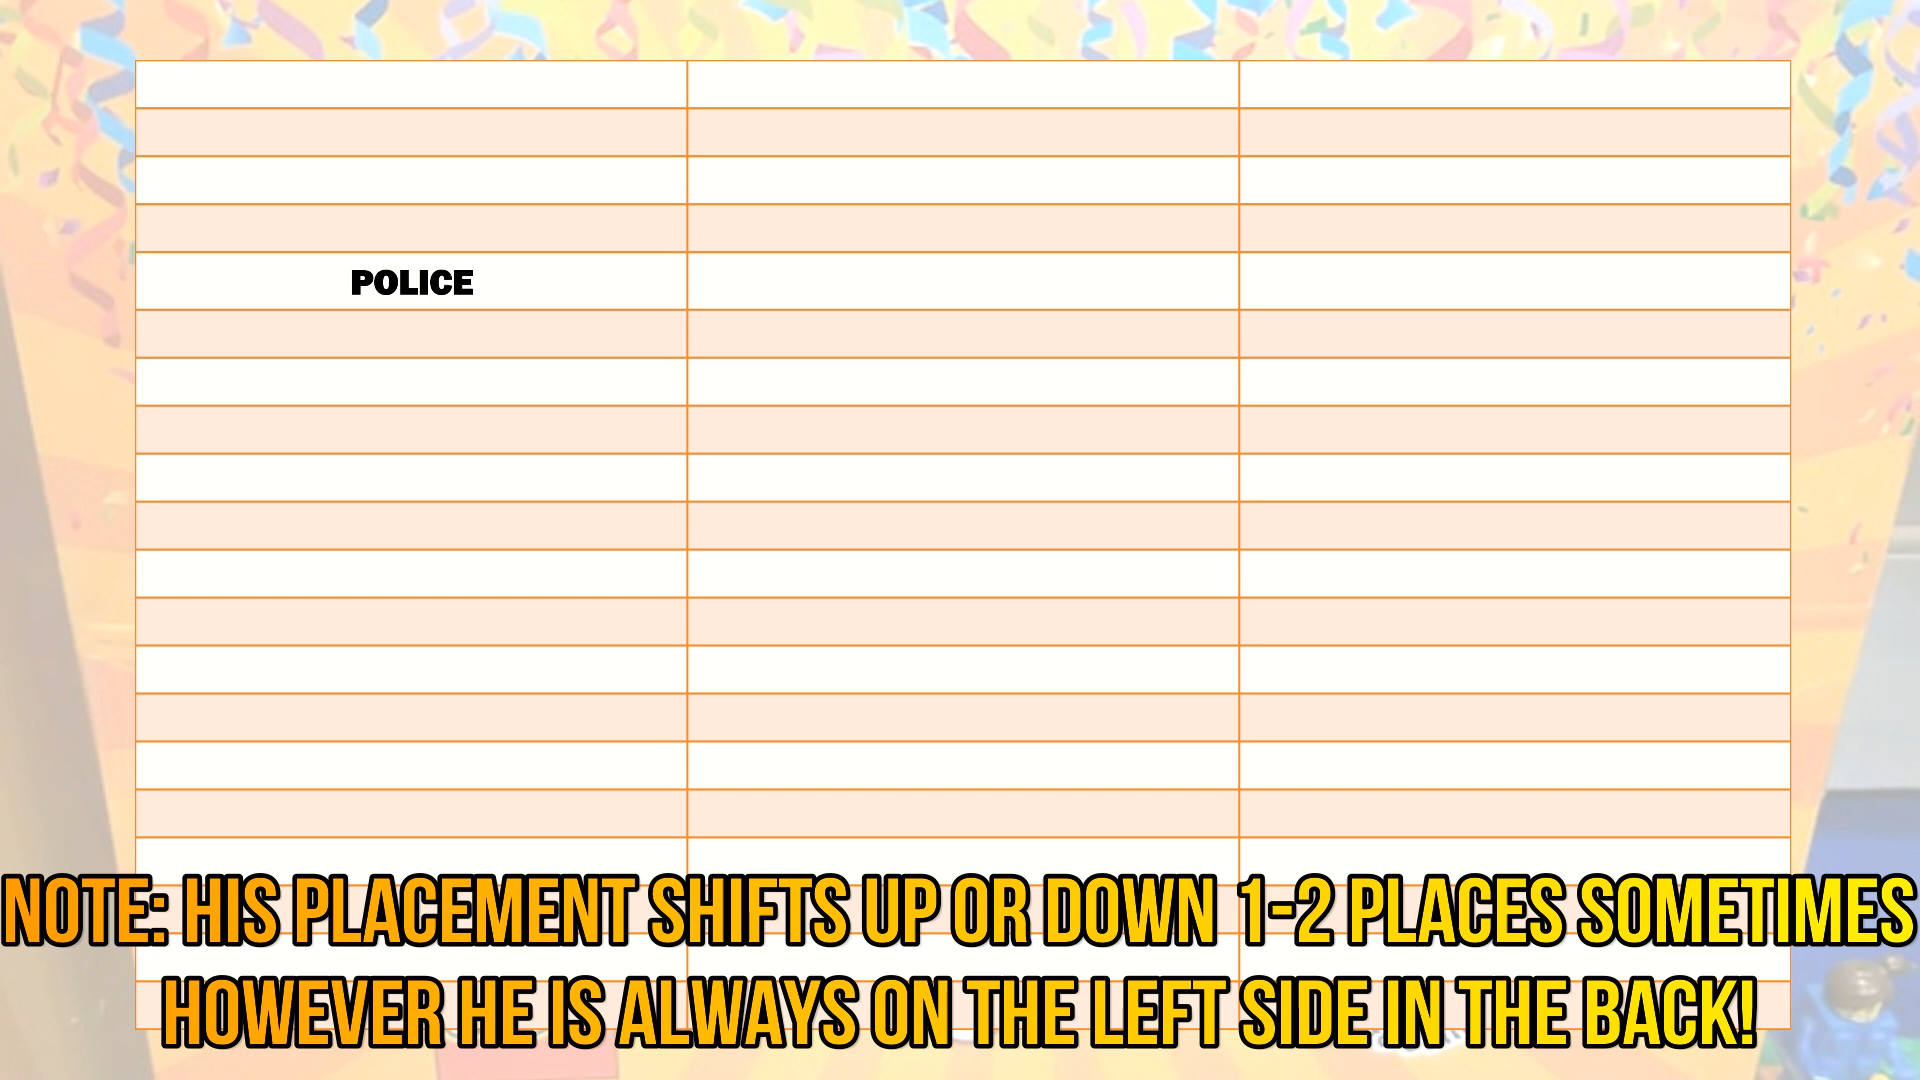 POLICE
NOTE: HIS PLACEMENT SHIFTS UP OR DOWN 1-2 PLACES SOMETIMES
HOWEVER HE IS ALWAYS ON THE LEFT SIDE IN THE BACK!